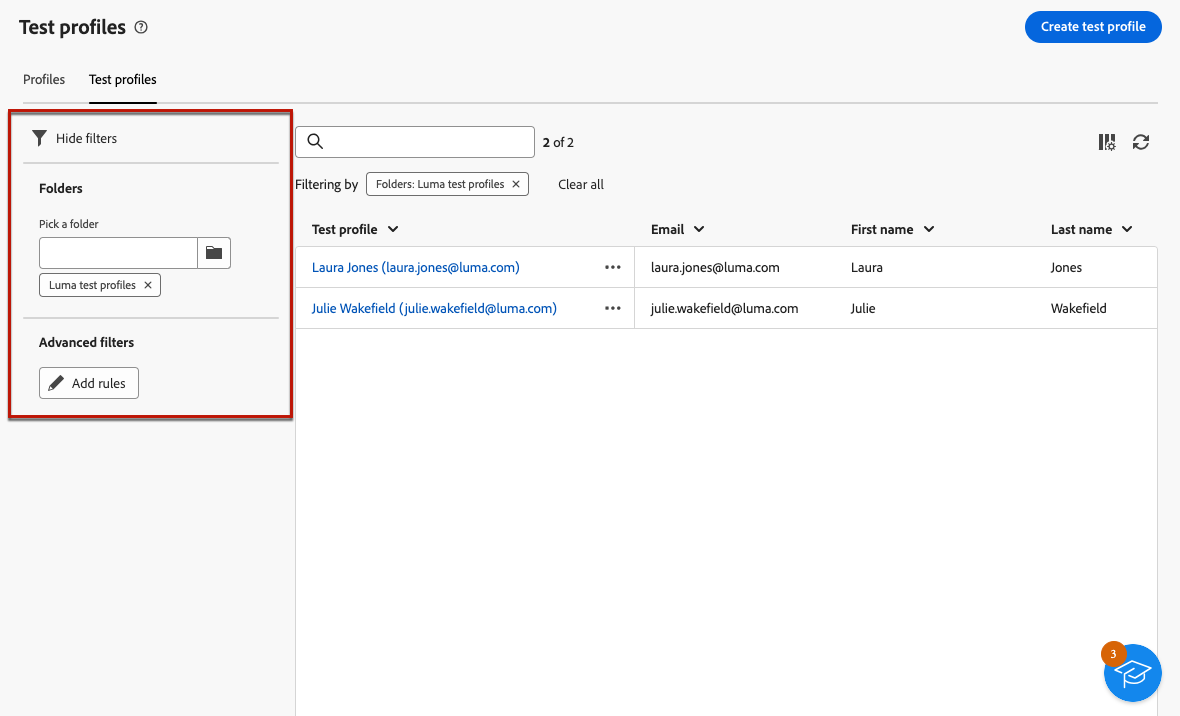 Test profiles
Create test profile
Profiles Test profiles
Hide filters
Folders
Pick a folder
Luma test profiles
Advanced filters
Add rules
2 of 2
Filtering by Folders: Luma test profiles Clear all
Test profile Email First name Last name
Laura Jones (laura.jones@luma.com) laura.jones@luma.com Laura Jones
Julie Wakefield (julie.wakefield@luma.com) julie.wakefield@luma.com Julie Wakefield
3